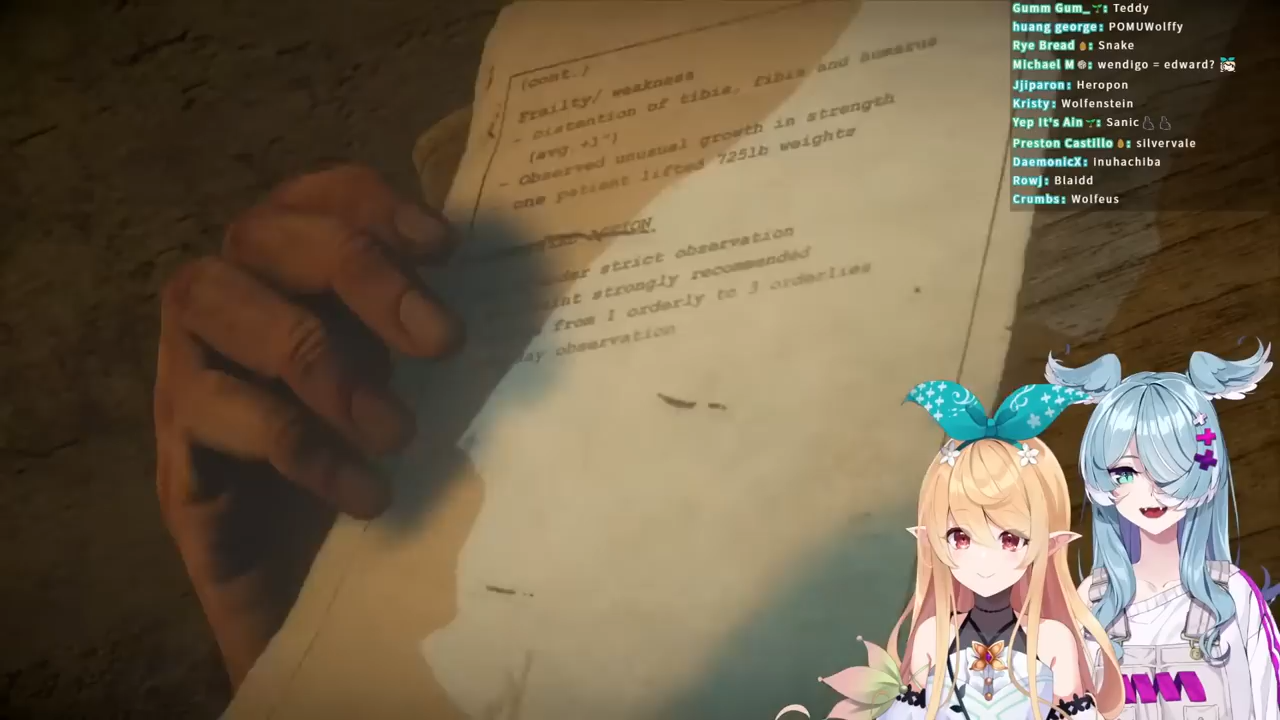 (cont.)
Frailty/ weakness
- Distention of tibia, fibia and humerus
(avg +1")
- Observed unusual growth in strength
one patient lifted 725lb weights
strict observation
strongly recommended
from 1 orderly to 3 orderlies
observation
Gumm Gum_: Teddy
huang george: POMUWolffy
Rye Bread: Snake
Michael M: wendigo = edward?
Jjiparon: Heropon
Kristy: Wolfenstein
Yep It's Ain: Sanic
Preston Castillo: silvervale
DaemonicX: inuhachiba
Rowj: Blaidd
Crumbs: Wolfeus